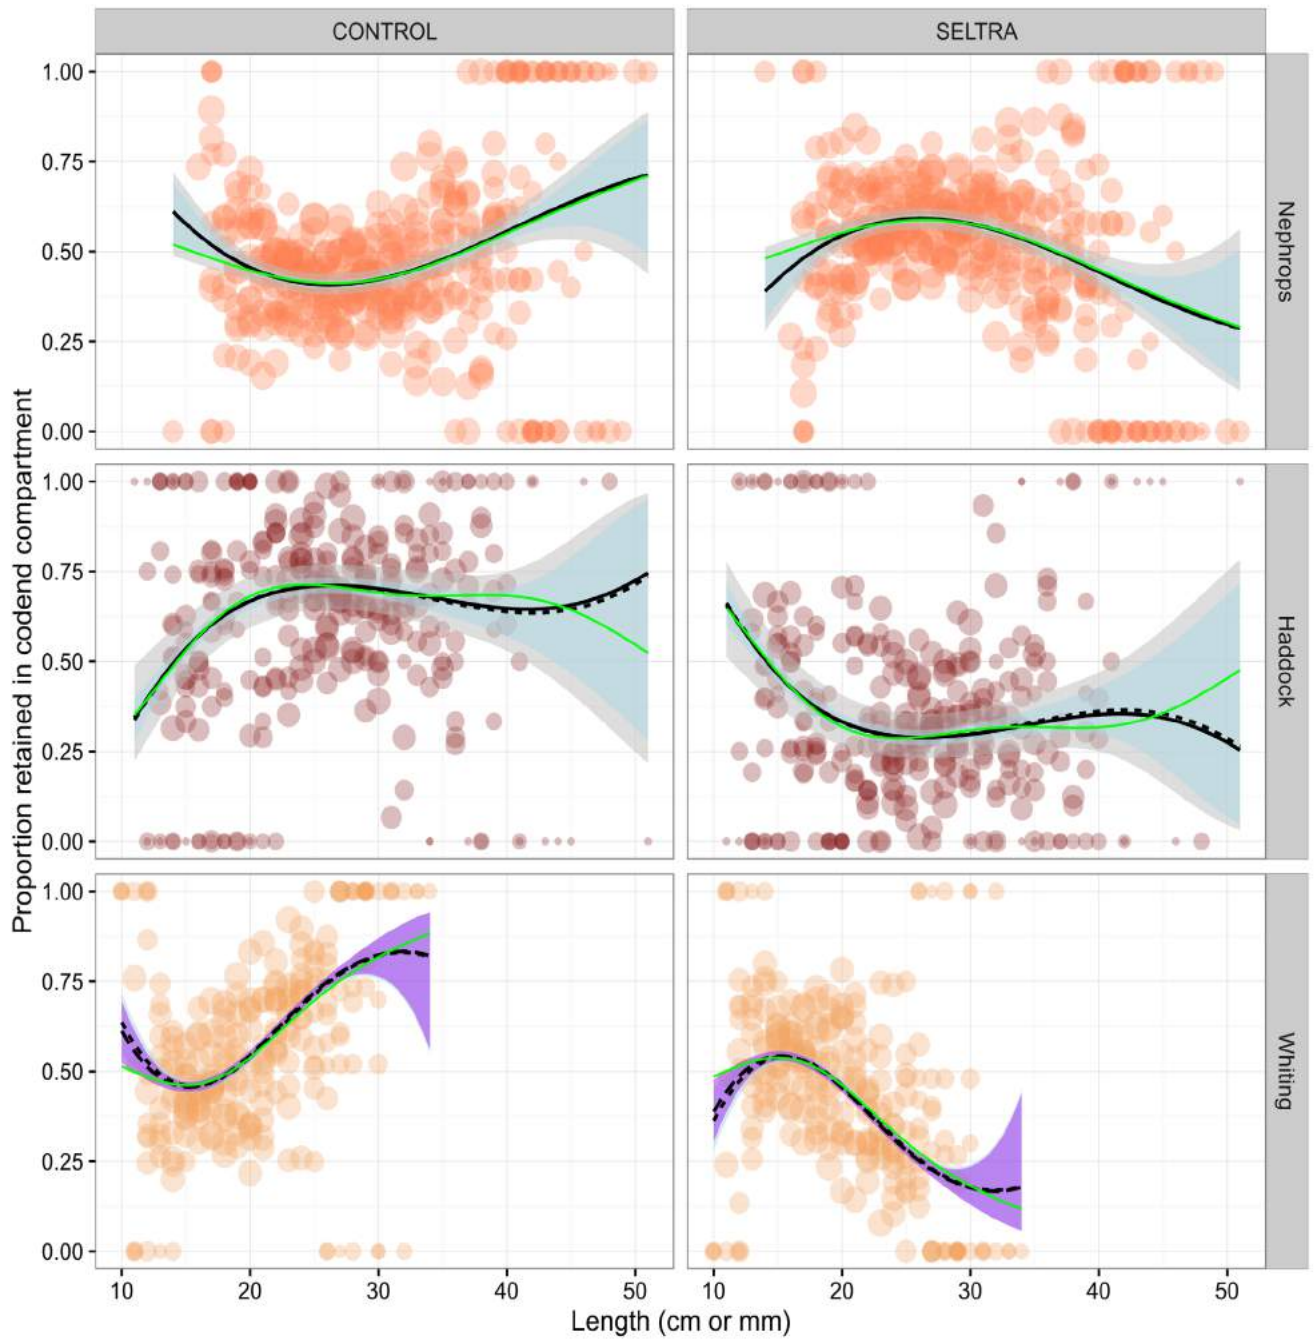 CONTROL SELTRA
1.00
0.75
0.50
0.25
0.00
Nephrops
1.00
0.75
0.50
0.25
0.00
Haddock
1.00
0.75
0.50
0.25
0.00
Whiting
Proportion retained in codend compartment
10 20 30 40 50 10 20 30 40 50
Length (cm or mm)